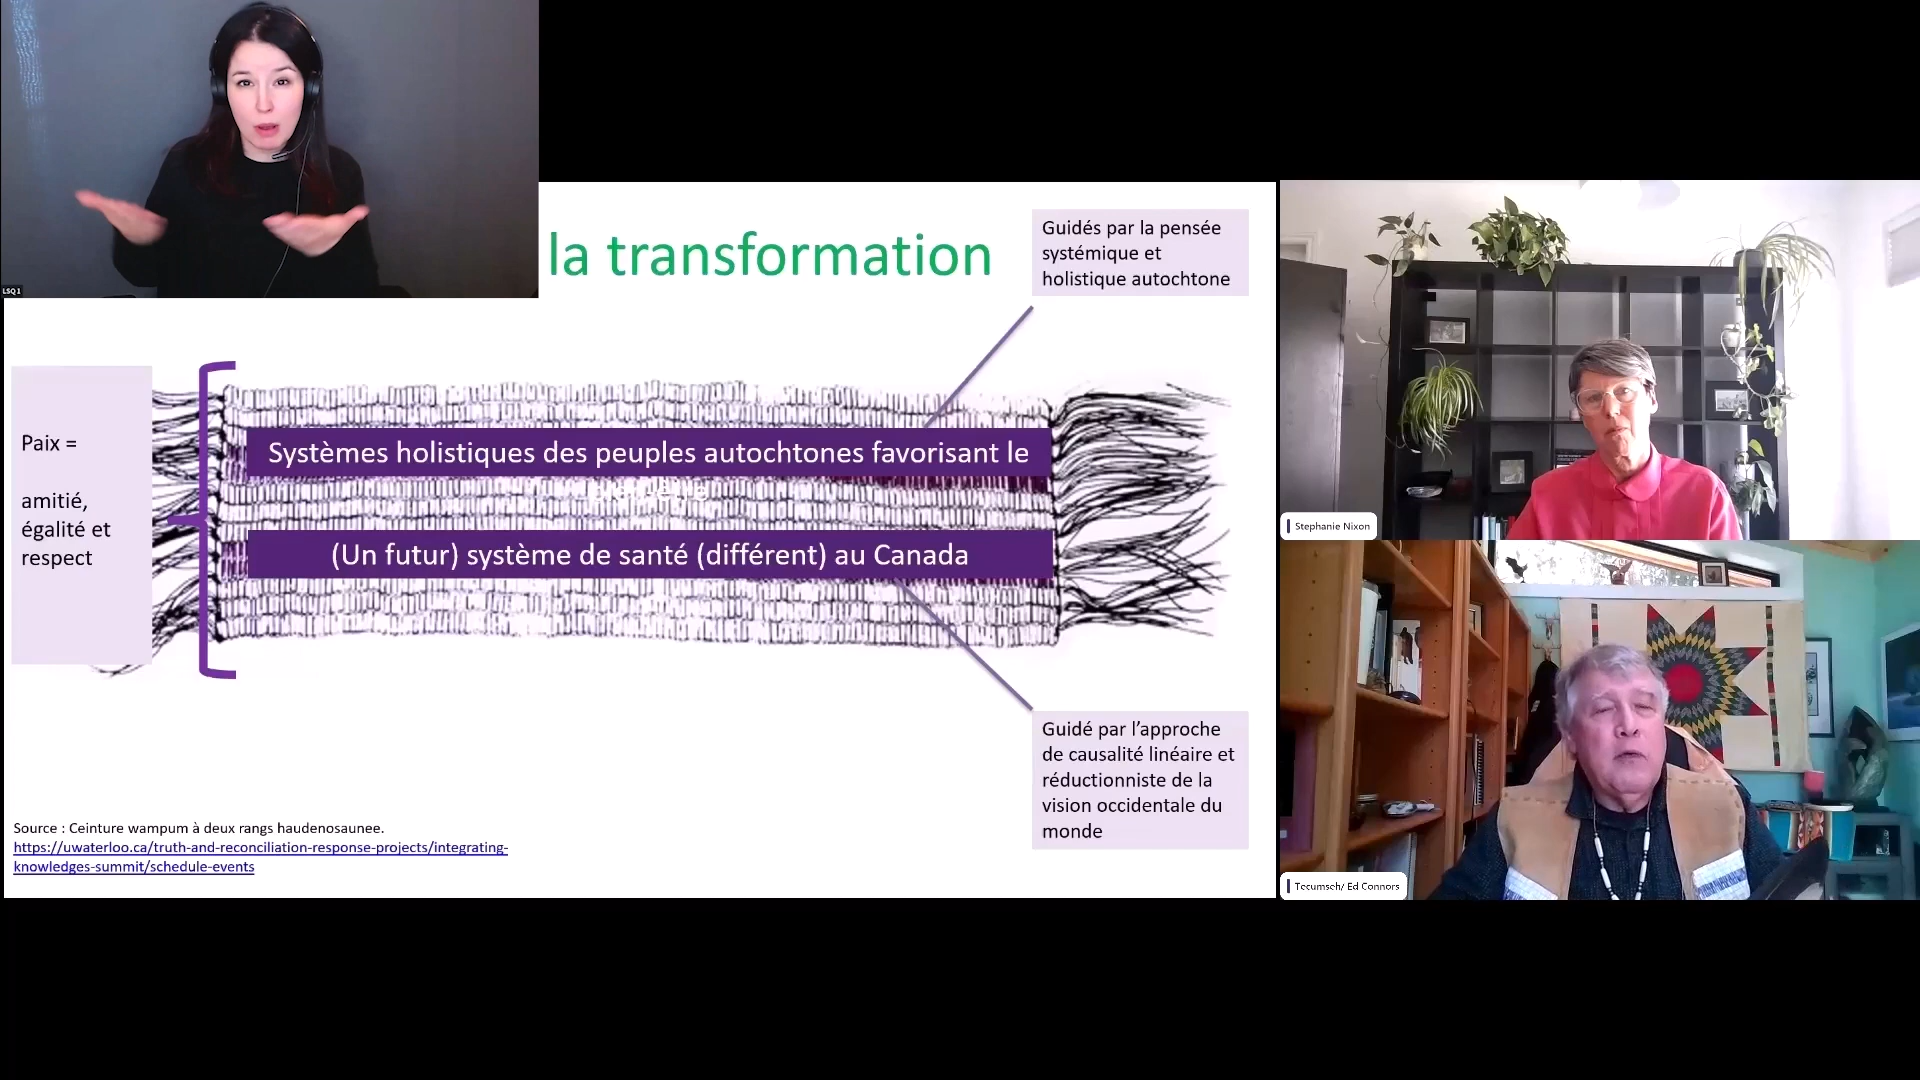 LSQ 1
la transformation
Guidés par la pensée
systémique et
holistique autochtone
Paix =
amitié,
égalité et
respect
Systèmes holistiques des peuples autochtones favorisant le
(Un futur) système de santé (différent) au Canada
Guidé par l’approche
de causalité linéaire et
réductionniste de la
vision occidentale du
monde
Source : Ceinture wampum à deux rangs haudenosaunee.
https://uwaterloo.ca/truth-and-reconciliation-response-projects/integrating-
knowledges-summit/schedule-events
Stephanie Nixon
Tecumseh/ Ed Connors